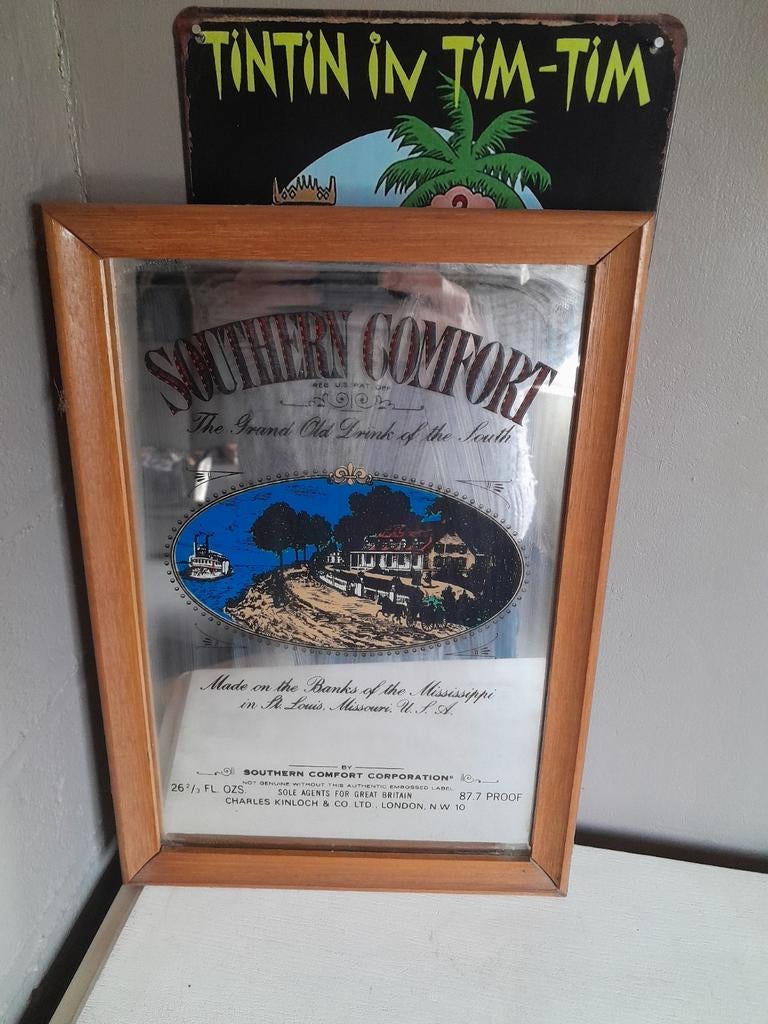 TINTIN IN TIM-TIM
SOUTHERN COMFORT
REG U.S. PAT. OFF
The Grand Old Drink of the South
Made on the Banks of the Mississippi
in St. Louis, Missouri, U.S.A.
BY
SOUTHERN COMFORT CORPORATION®
NOT GENUINE WITHOUT THIS AUTHENTIC EMBOSSED LABEL
26 2/3 FL. OZS. SOLE AGENTS FOR GREAT BRITAIN 87.7 PROOF
CHARLES KINLOCH & CO. LTD., LONDON, N.W 10